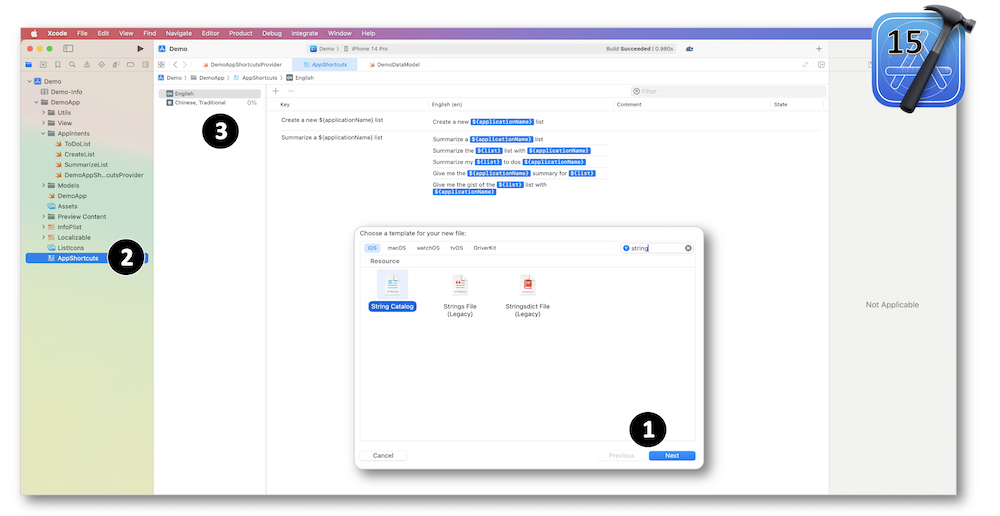 Xcode File Edit View Find Navigate Editor Product Debug Integrate Window Help
15
Demo
Demo 〉 iPhone 14 Pro
Build Succeeded | 0.980s
DemoAppShortcutsProvider
AppShortcuts
DemoDataModel
Demo 〉 DemoApp 〉 AppShortcuts 〉 English
Demo
Demo-Info
DemoApp
Utils
View
AppIntents
ToDoList
CreateList
SummarizeList
DemoAppSh...cutsProvider
Models
DemoApp
Assets
Preview Content
InfoPlist
Localizable
ListIcons
AppShortcuts
2
English
Chinese, Traditional 0%
3
Filter
Key English (en) Comment State
Create a new ${applicationName} list
Create a new ${applicationName} list
Summarize a ${applicationName} list
Summarize a ${applicationName} list
Summarize the ${list} list with ${applicationName}
Summarize my ${list} to dos ${applicationName}
Give me the ${applicationName} summary for ${list}
Give me the gist of the ${list} list with
${applicationName}
Choose a template for your new file:
iOS macOS watchOS tvOS DriverKit
string
Resource
String Catalog
Strings File
(Legacy)
Stringsdict File
(Legacy)
1
Cancel
Previous
Next
Not Applicable